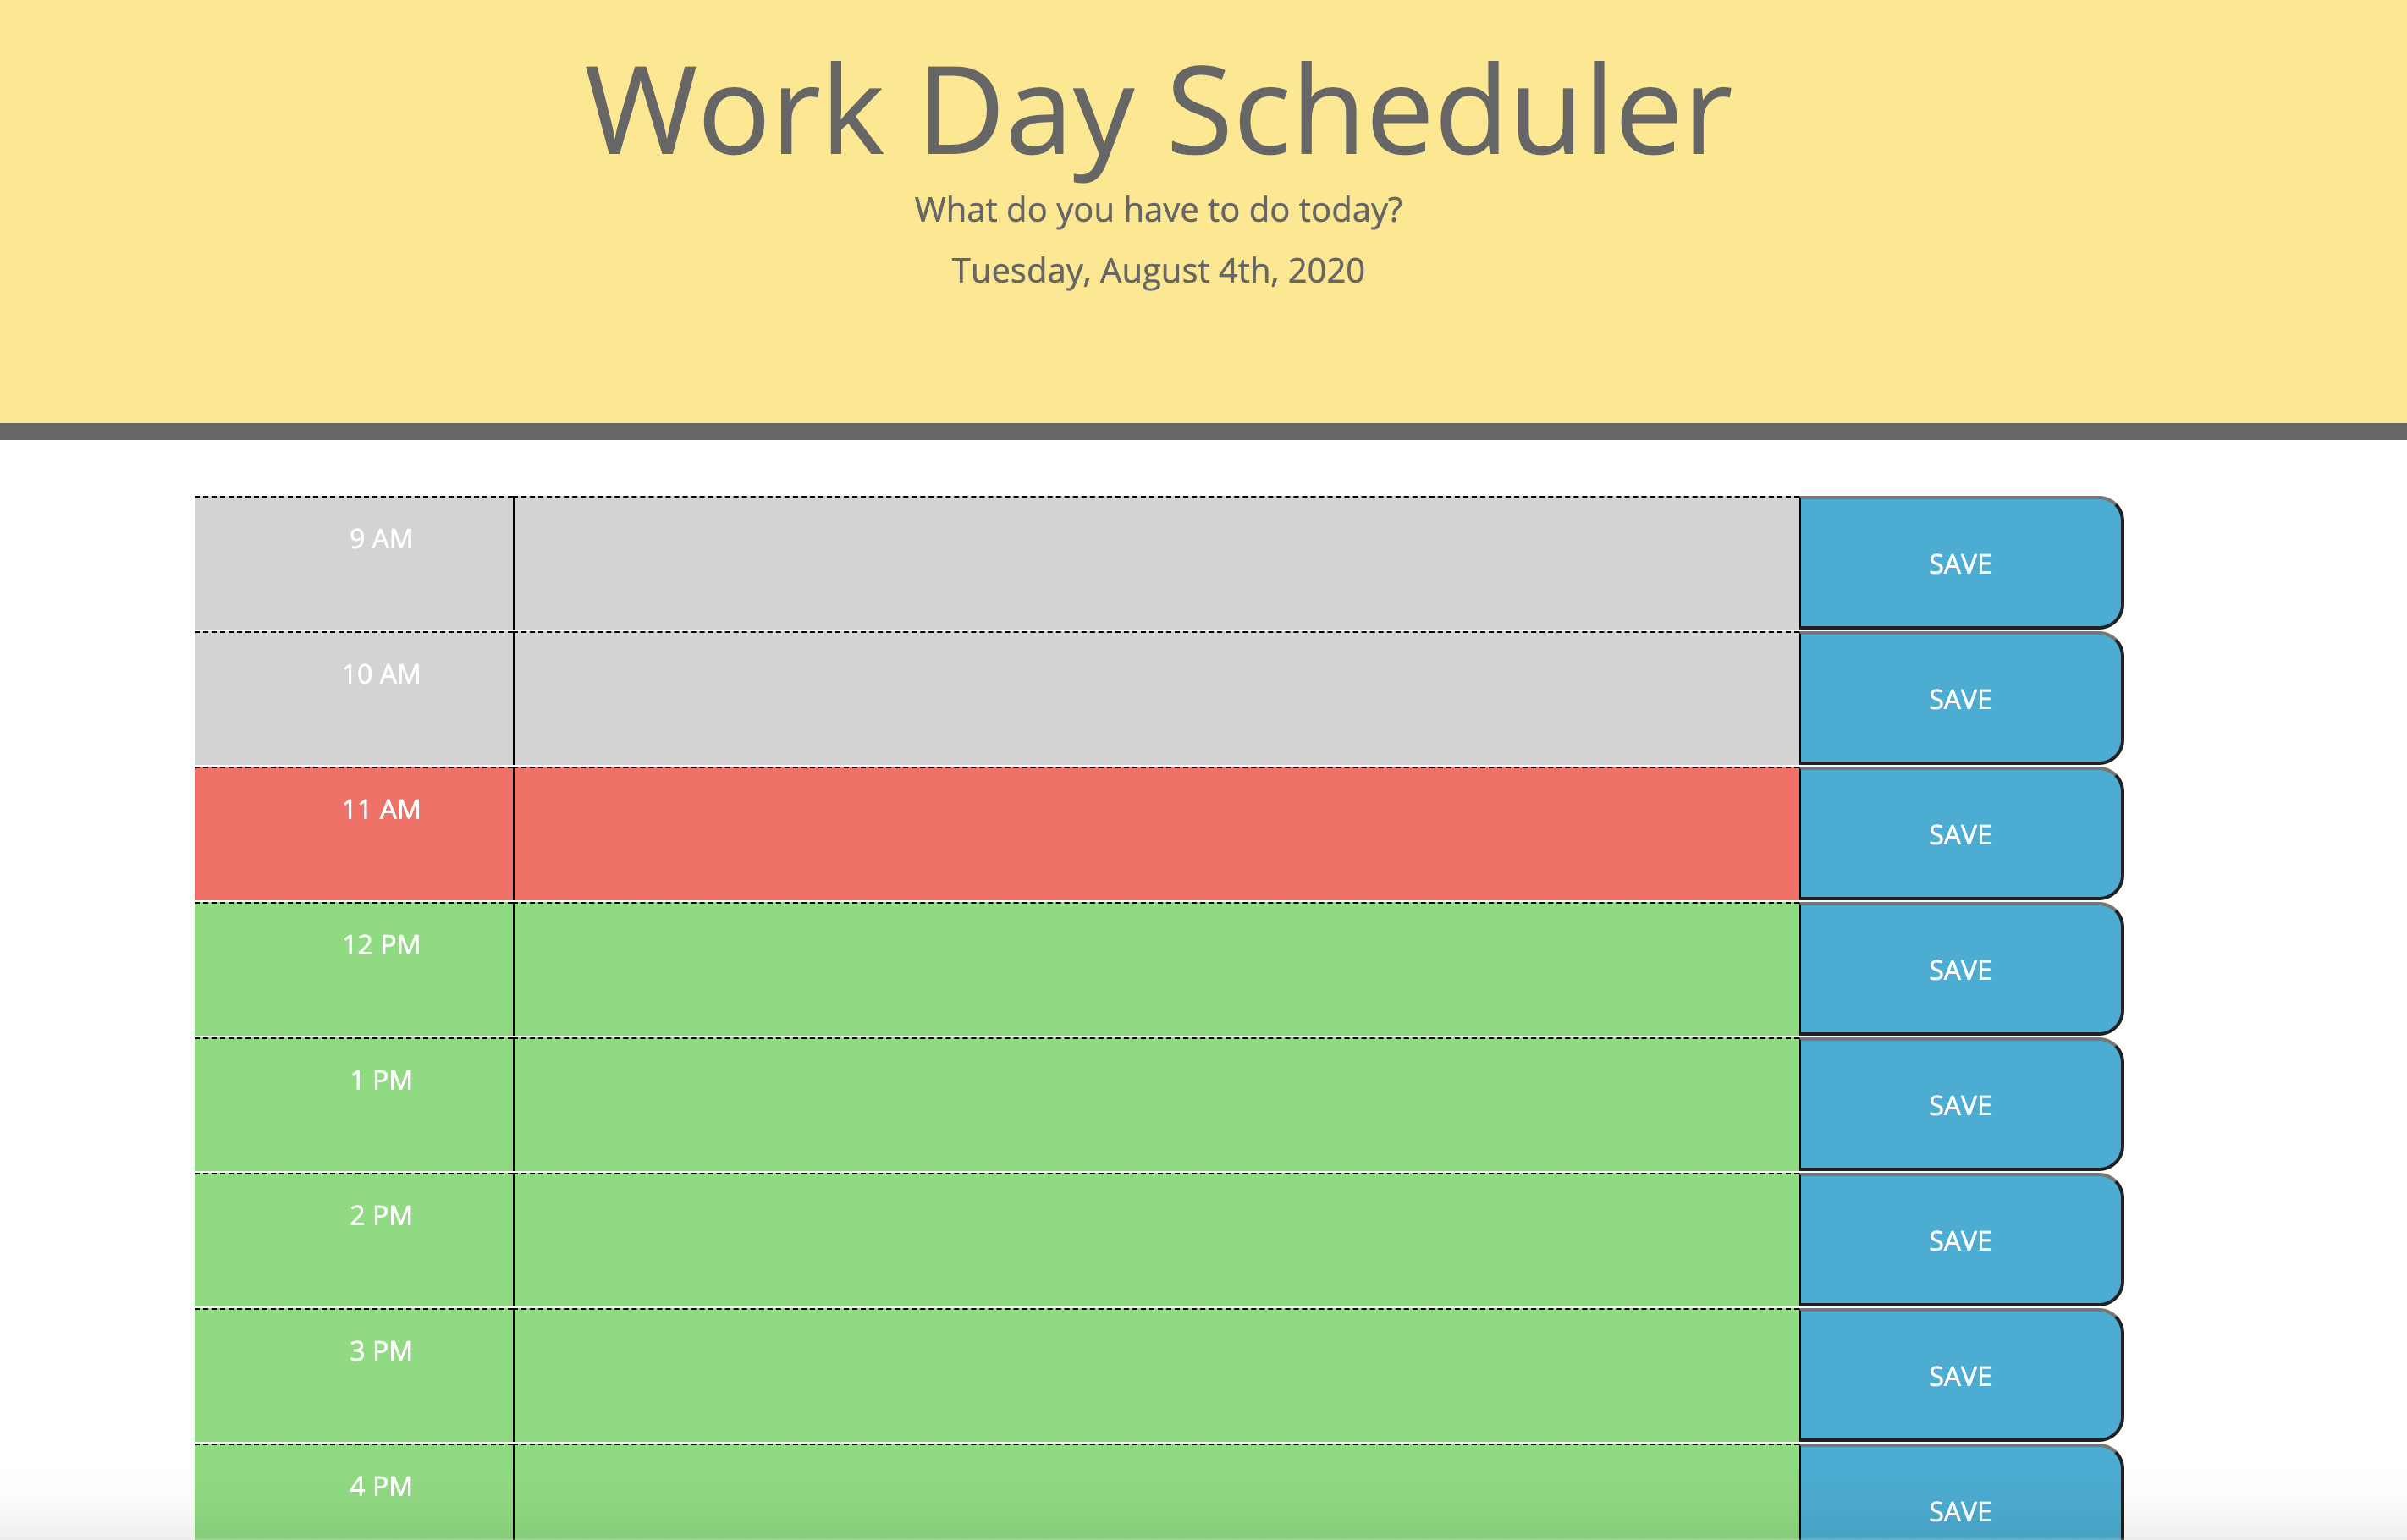 Work Day Scheduler
What do you have to do today?
Tuesday, August 4th, 2020
9 AM
SAVE
10 AM
SAVE
11 AM
SAVE
12 PM
SAVE
1 PM
SAVE
2 PM
SAVE
3 PM
SAVE
4 PM
SAVE